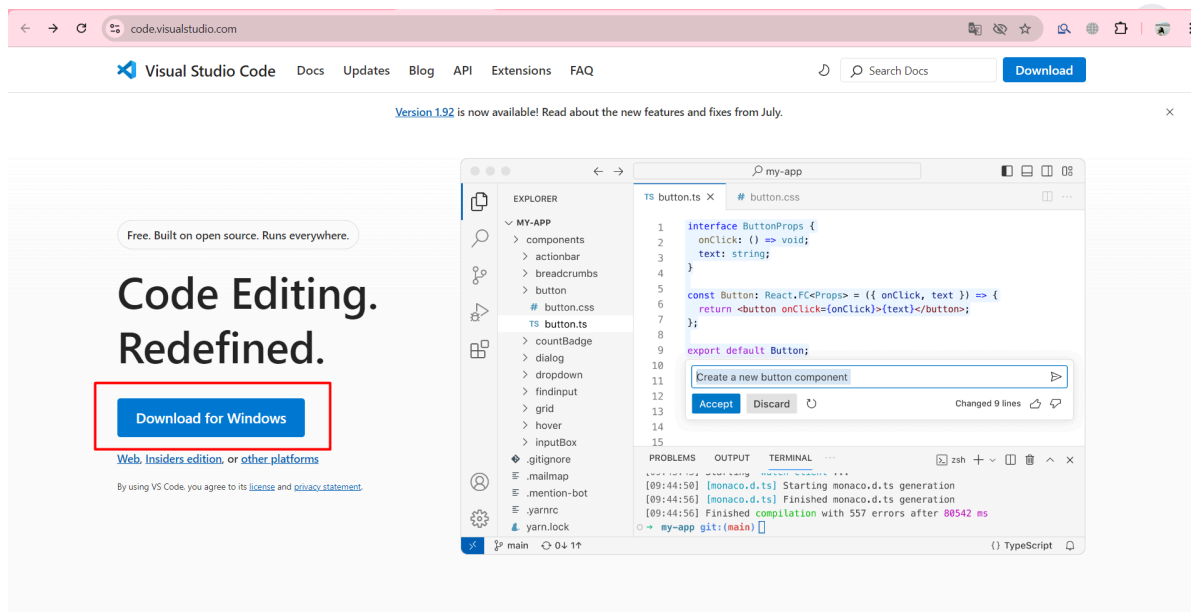 code.visualstudio.com
Visual Studio Code Docs Updates Blog API Extensions FAQ Search Docs Download
Version 1.92 is now available! Read about the new features and fixes from July.
Free. Built on open source. Runs everywhere.
Code Editing.
Redefined.
Download for Windows
Web, Insiders edition, or other platforms
By using VS Code, you agree to its license and privacy statement.
my-app
EXPLORER
MY-APP
components
actionbar
breadcrumbs
button
# button.css
TS button.ts
countBadge
dialog
dropdown
findinput
grid
hover
inputBox
.gitignore
.mailmap
.mention-bot
.yarnrc
yarn.lock
TS button.ts # button.css
1 interface ButtonProps {
2 onClick: () => void;
3 text: string;
4 }
5
6 const Button: React.FC<Props> = ({ onClick, text }) => {
7 return <button onClick={onClick}>{text}</button>;
8 };
9 export default Button;
10
11 Create a new button component
12 Accept Discard Changed 9 lines
13
14
15
PROBLEMS OUTPUT TERMINAL zsh
[09:44:50] [monaco.d.ts] Starting monaco.d.ts generation
[09:44:56] [monaco.d.ts] Finished monaco.d.ts generation
[09:44:56] Finished compilation with 557 errors after 80542 ms
my-app git:(main)
main 0↓ 1↑ {} TypeScript